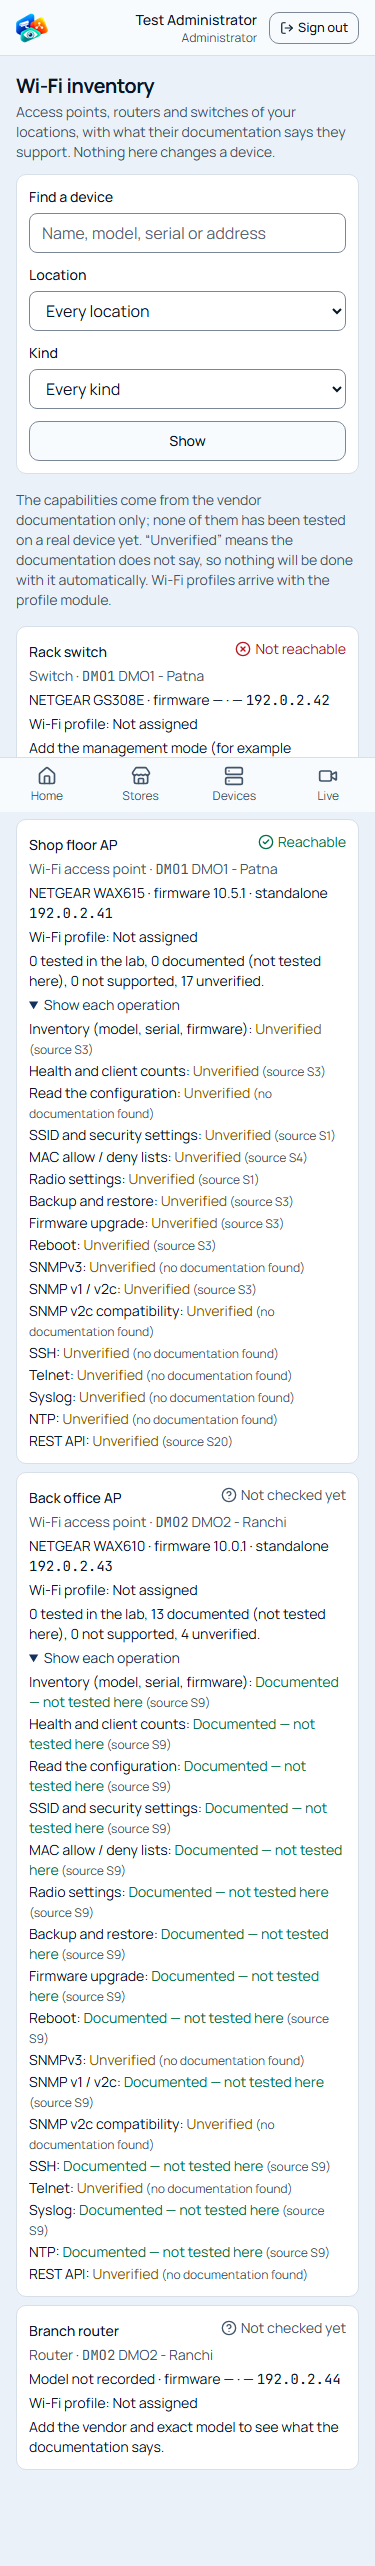 Test Administrator
Administrator
Sign out
Wi-Fi inventory
Access points, routers and switches of your
locations, with what their documentation says they
support. Nothing here changes a device.
Find a device
Name, model, serial or address
Location
Every location
Kind
Every kind
Show
The capabilities come from the vendor
documentation only; none of them has been tested
on a real device yet. “Unverified” means the
documentation does not say, so nothing will be done
with it automatically. Wi-Fi profiles arrive with the
profile module.
Rack switch
Not reachable
Switch · DMO1 DMO1 - Patna
NETGEAR GS308E · firmware — · — 192.0.2.42
Wi-Fi profile: Not assigned
Add the management mode (for example
Home
Stores
Devices
Live
Shop floor AP
Reachable
Wi-Fi access point · DMO1 DMO1 - Patna
NETGEAR WAX615 · firmware 10.5.1 · standalone
192.0.2.41
Wi-Fi profile: Not assigned
0 tested in the lab, 0 documented (not tested
here), 0 not supported, 17 unverified.
▼ Show each operation
Inventory (model, serial, firmware): Unverified
(source S3)
Health and client counts: Unverified (source S3)
Read the configuration: Unverified (no
documentation found)
SSID and security settings: Unverified (source S1)
MAC allow / deny lists: Unverified (source S4)
Radio settings: Unverified (source S1)
Backup and restore: Unverified (source S3)
Firmware upgrade: Unverified (source S3)
Reboot: Unverified (source S3)
SNMPv3: Unverified (no documentation found)
SNMP v1 / v2c: Unverified (source S3)
SNMP v2c compatibility: Unverified (no
documentation found)
SSH: Unverified (no documentation found)
Telnet: Unverified (no documentation found)
Syslog: Unverified (no documentation found)
NTP: Unverified (no documentation found)
REST API: Unverified (source S20)
Back office AP
Not checked yet
Wi-Fi access point · DMO2 DMO2 - Ranchi
NETGEAR WAX610 · firmware 10.0.1 · standalone
192.0.2.43
Wi-Fi profile: Not assigned
0 tested in the lab, 13 documented (not tested
here), 0 not supported, 4 unverified.
▼ Show each operation
Inventory (model, serial, firmware): Documented
— not tested here (source S9)
Health and client counts: Documented — not
tested here (source S9)
Read the configuration: Documented — not
tested here (source S9)
SSID and security settings: Documented — not
tested here (source S9)
MAC allow / deny lists: Documented — not tested
here (source S9)
Radio settings: Documented — not tested here
(source S9)
Backup and restore: Documented — not tested
here (source S9)
Firmware upgrade: Documented — not tested
here (source S9)
Reboot: Documented — not tested here (source
S9)
SNMPv3: Unverified (no documentation found)
SNMP v1 / v2c: Documented — not tested here
(source S9)
SNMP v2c compatibility: Unverified (no
documentation found)
SSH: Documented — not tested here (source S9)
Telnet: Unverified (no documentation found)
Syslog: Documented — not tested here (source
S9)
NTP: Documented — not tested here (source S9)
REST API: Unverified (no documentation found)
Branch router
Not checked yet
Router · DMO2 DMO2 - Ranchi
Model not recorded · firmware — · — 192.0.2.44
Wi-Fi profile: Not assigned
Add the vendor and exact model to see what the
documentation says.